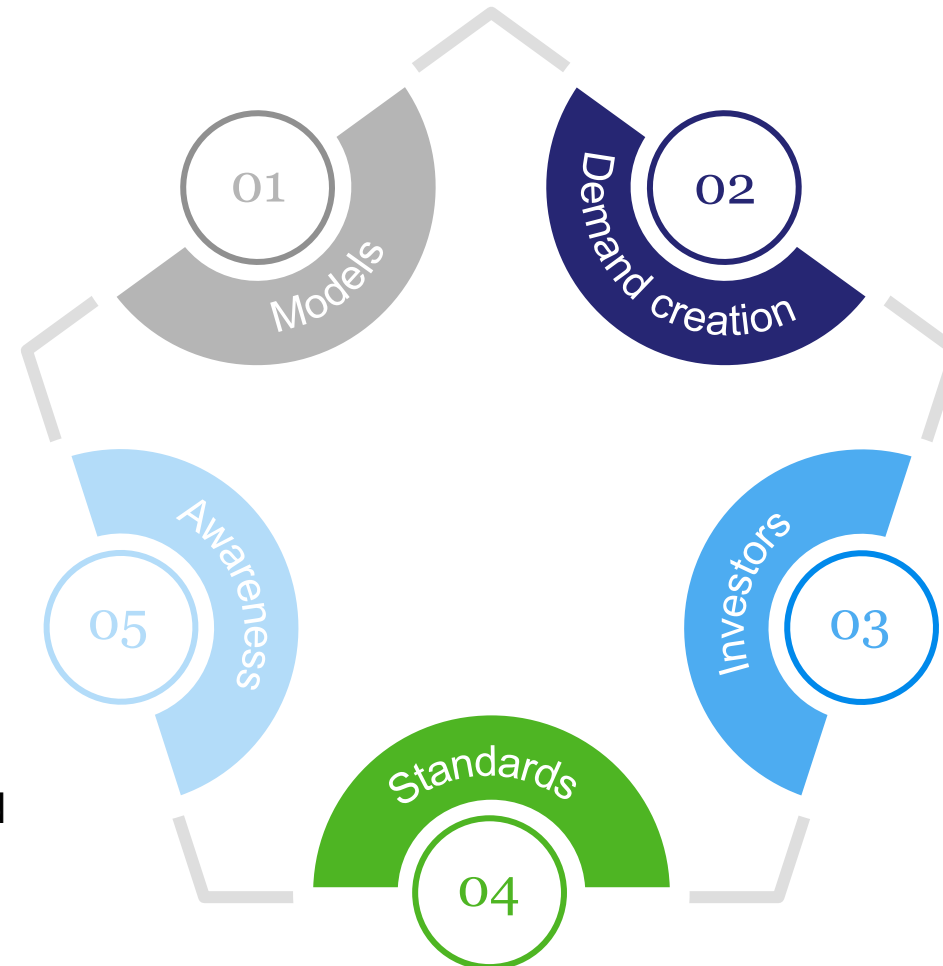 01
Models
02
Demand creation
03
Investors
04
Standards
05
Awareness